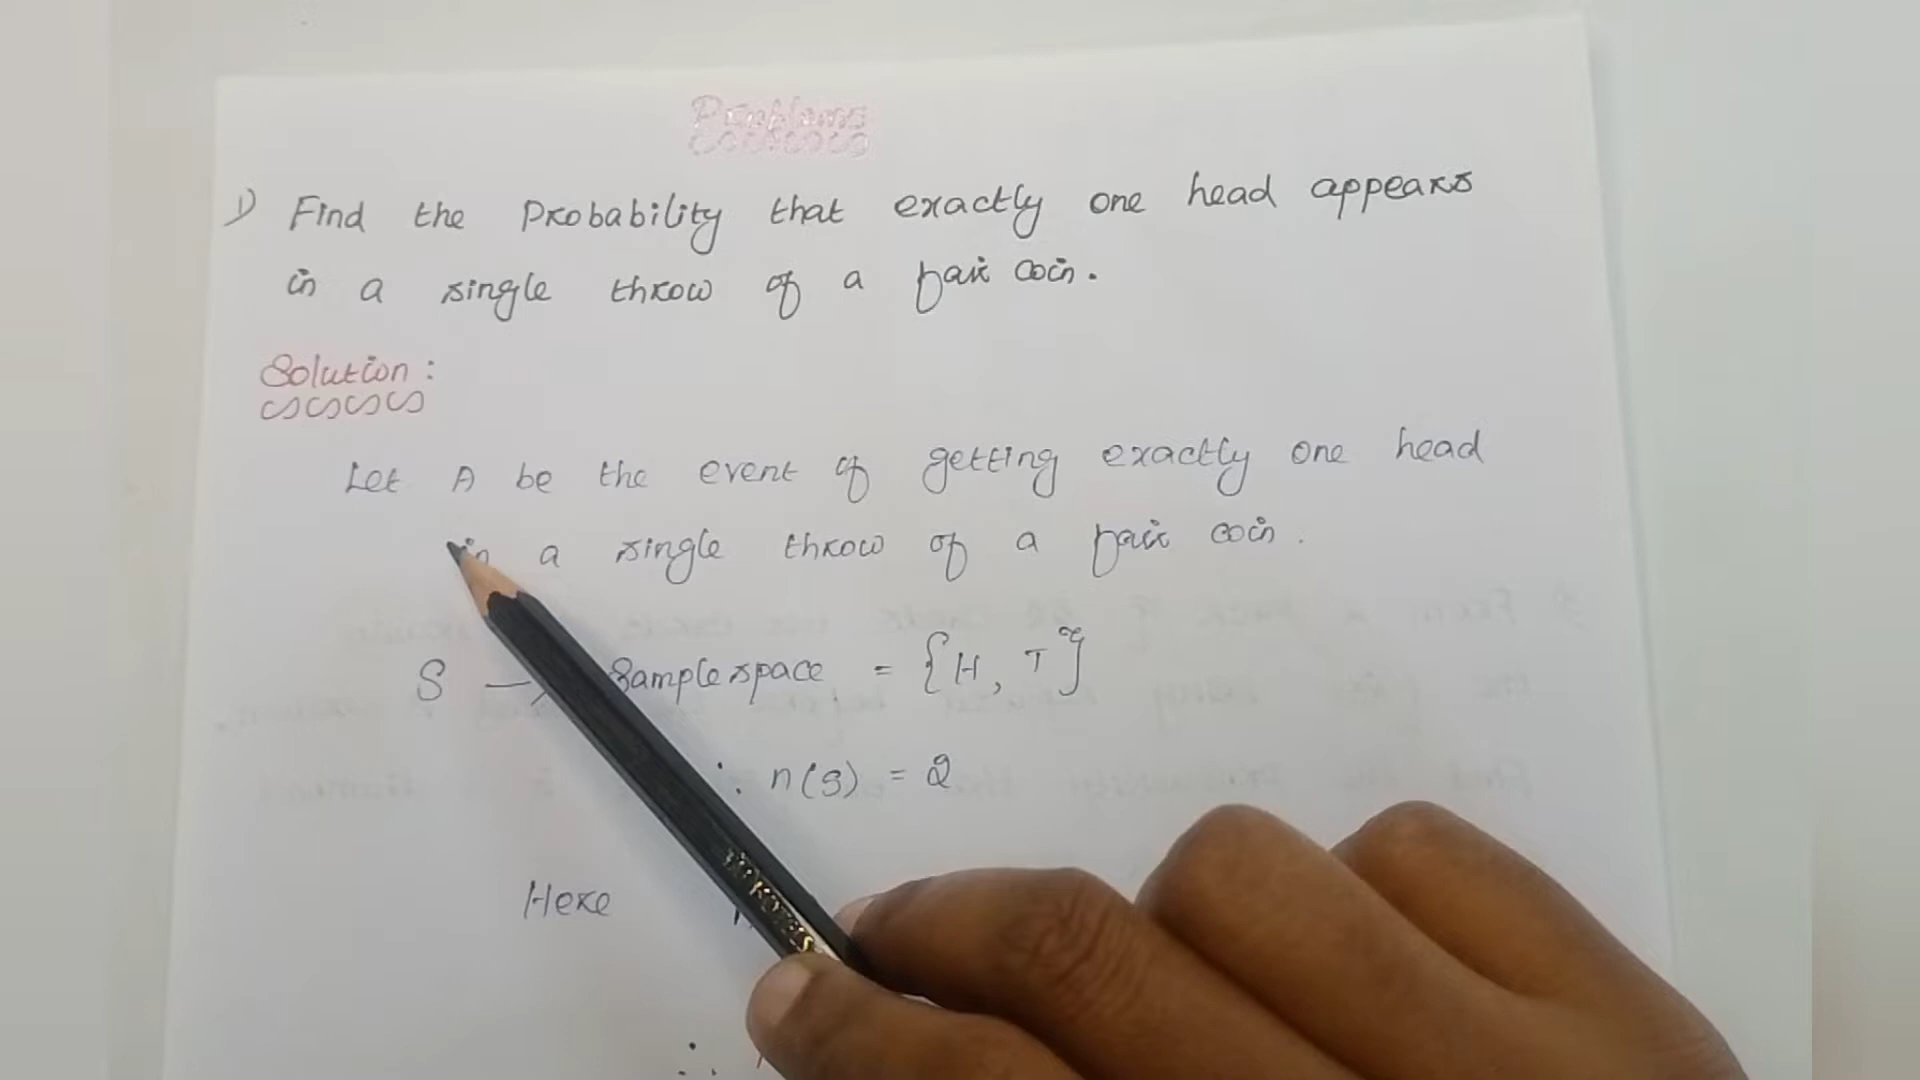 Problems
1) Find the Probability that exactly one head appears
in a single throw of a fair coin.
Solution :
Let A be the event of getting exactly one head
in a single throw of a fair coin.
S → Sample space = {H, T}
∴ n(S) = 2
Here